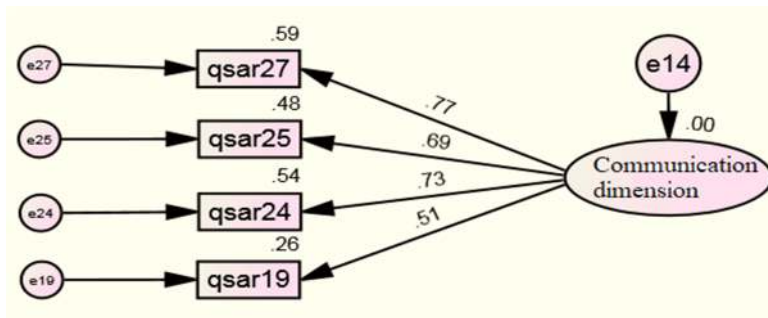 .59
e27
qsar27
.77
e14
.00
.48
e25
qsar25
.69
Communication
dimension
.54
e24
qsar24
.73
.26
e19
qsar19
.51